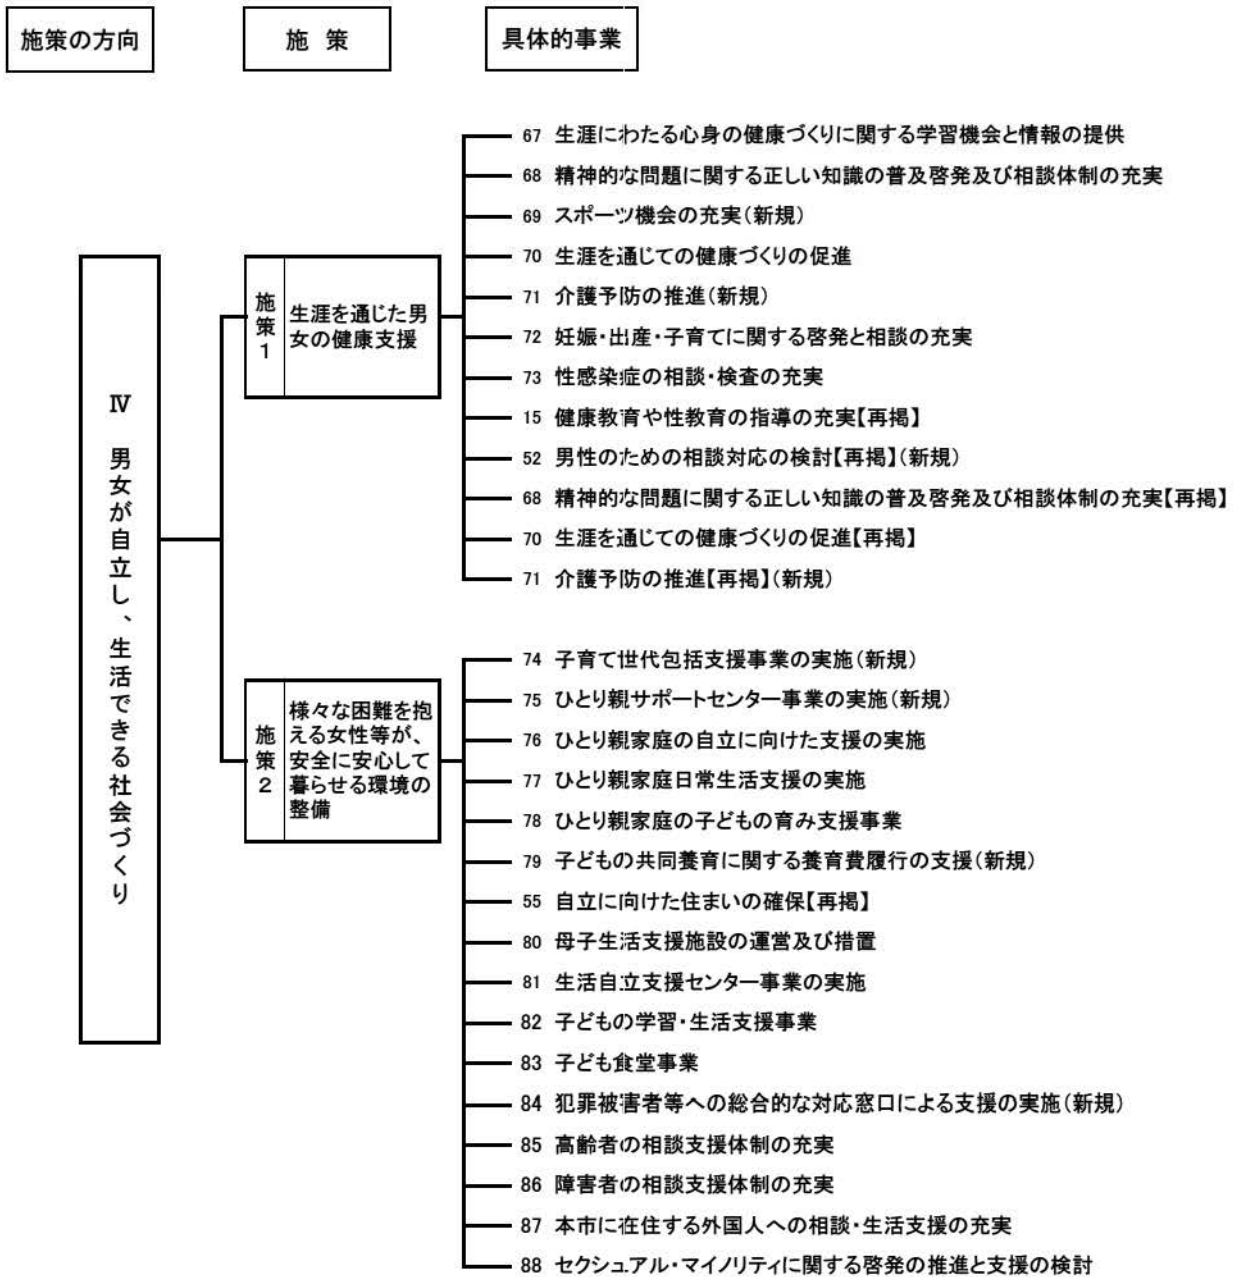 施策の方向
施 策
具体的事業
Ⅳ 男女が自立し、生活できる社会づくり
施策1
生涯を通じた男
女の健康支援
67 生涯にわたる心身の健康づくりに関する学習機会と情報の提供
68 精神的な問題に関する正しい知識の普及啓発及び相談体制の充実
69 スポーツ機会の充実(新規)
70 生涯を通じての健康づくりの促進
71 介護予防の推進(新規)
72 妊娠・出産・子育てに関する啓発と相談の充実
73 性感染症の相談・検査の充実
15 健康教育や性教育の指導の充実【再掲】
52 男性のための相談対応の検討【再掲】(新規)
68 精神的な問題に関する正しい知識の普及啓発及び相談体制の充実【再掲】
70 生涯を通じての健康づくりの促進【再掲】
71 介護予防の推進【再掲】(新規)
施策2
様々な困難を抱
える女性等が、
安全に安心して
暮らせる環境の
整備
74 子育て世代包括支援事業の実施(新規)
75 ひとり親サポートセンター事業の実施(新規)
76 ひとり親家庭の自立に向けた支援の実施
77 ひとり親家庭日常生活支援の実施
78 ひとり親家庭の子どもの育み支援事業
79 子どもの共同養育に関する養育費履行の支援(新規)
55 自立に向けた住まいの確保【再掲】
80 母子生活支援施設の運営及び措置
81 生活自立支援センター事業の実施
82 子どもの学習・生活支援事業
83 子ども食堂事業
84 犯罪被害者等への総合的な対応窓口による支援の実施(新規)
85 高齢者の相談支援体制の充実
86 障害者の相談支援体制の充実
87 本市に在住する外国人への相談・生活支援の充実
88 セクシュアル・マイノリティに関する啓発の推進と支援の検討